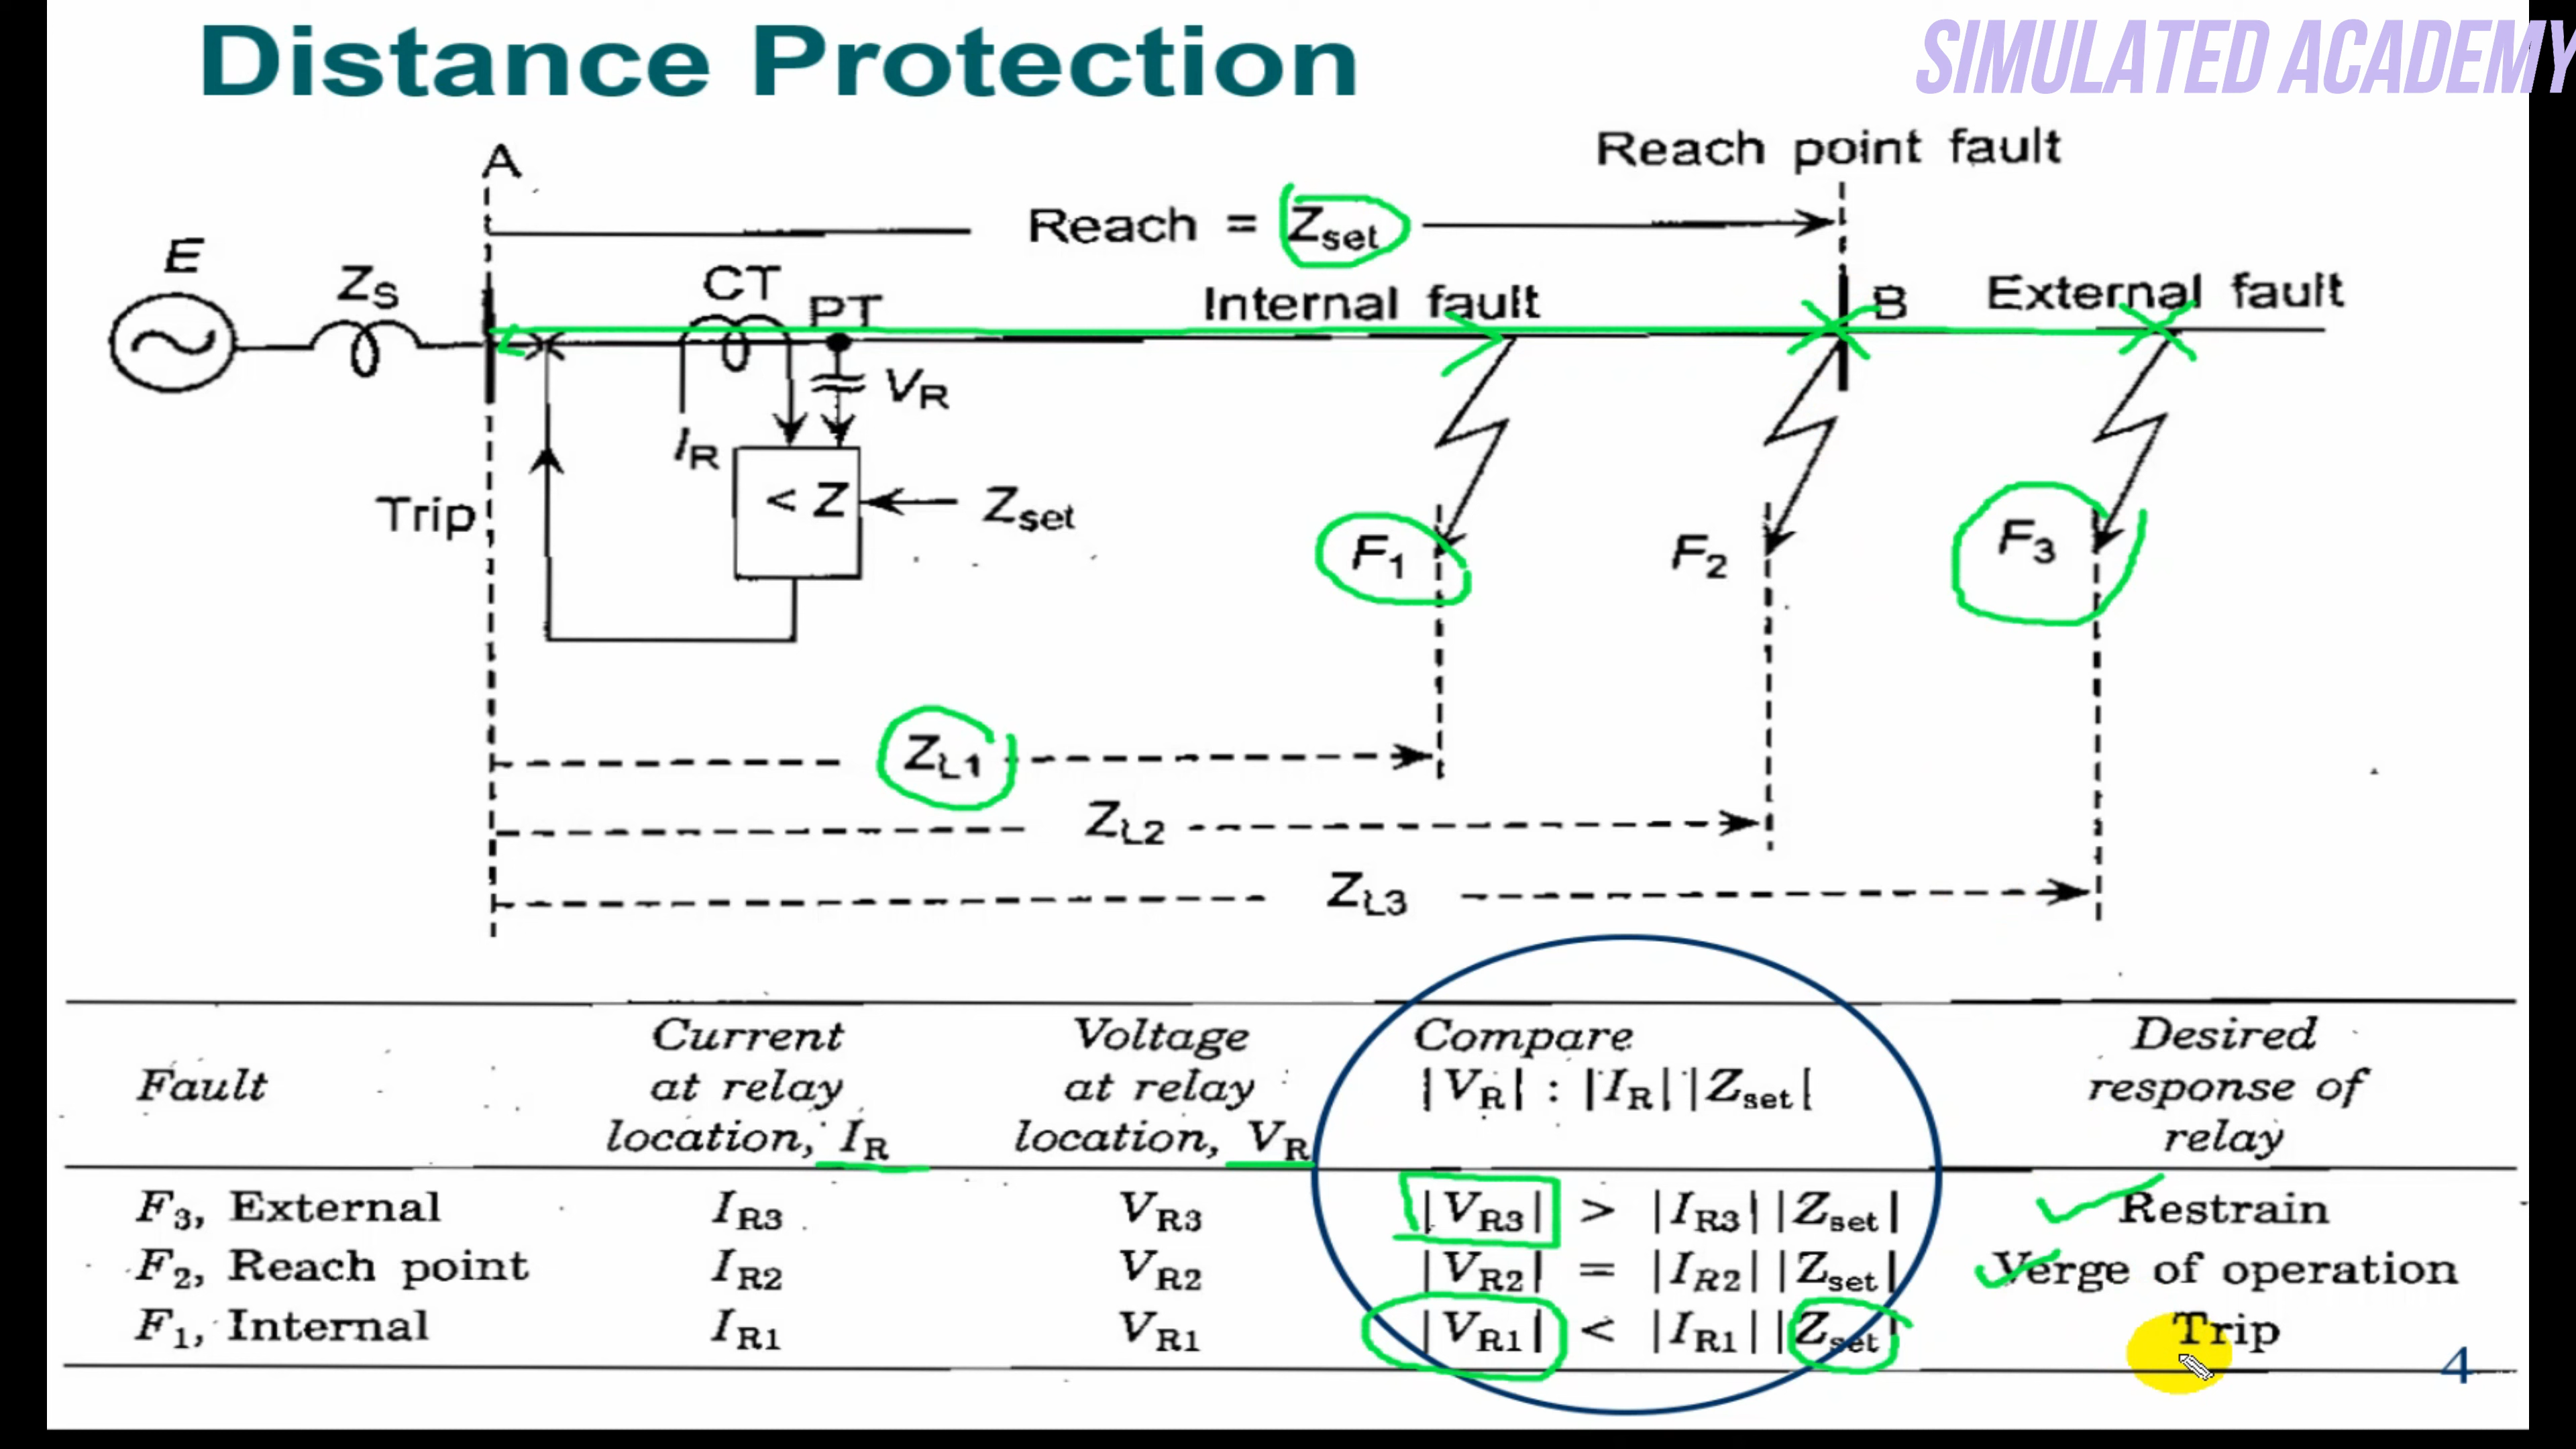 Distance Protection
SIMULATED ACADEMY
A
Reach point fault
Reach = Zset
E
ZS
CT
PT
Internal fault
B
External fault
VR
IR
< Z
Zset
Trip
F1
F2
F3
ZL1
ZL2
ZL3
Fault
Current at relay location, IR
Voltage at relay location, VR
Compare |VR| : |IR||Zset|
Desired response of relay
F3, External IR3 VR3 |VR3| > |IR3||Zset| Restrain
F2, Reach point IR2 VR2 |VR2| = |IR2||Zset| Verge of operation
F1, Internal IR1 VR1 |VR1| < |IR1||Zset| Trip
4